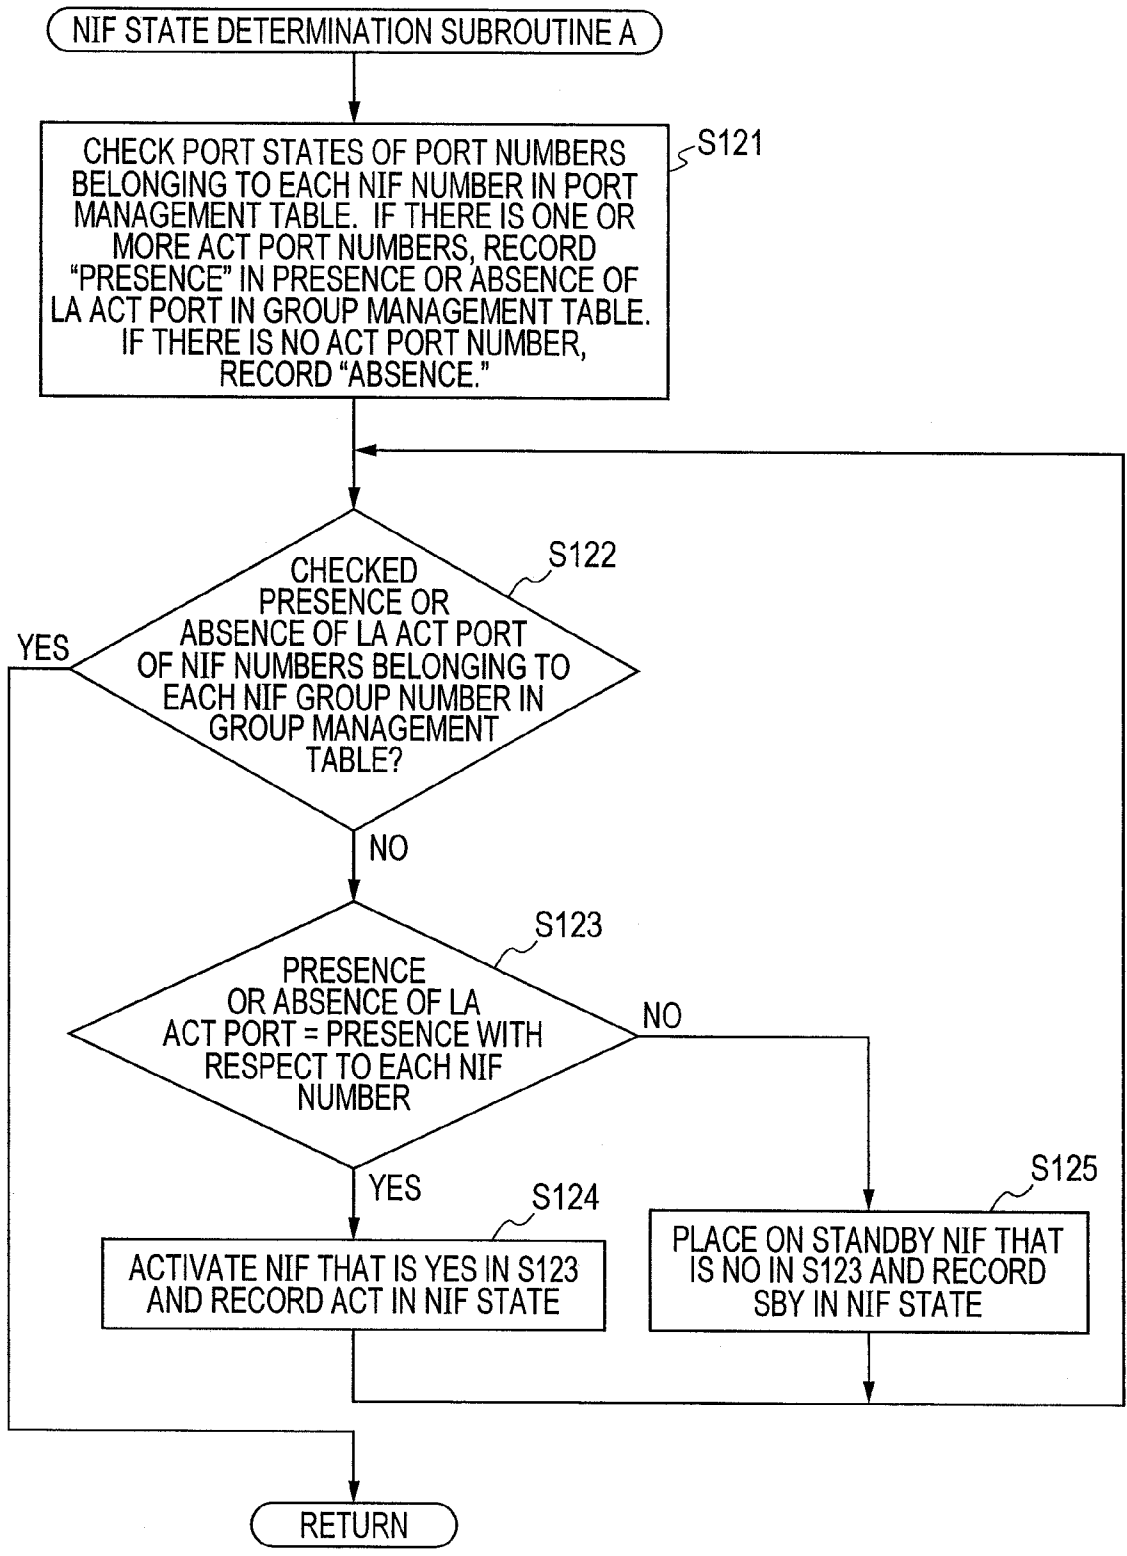 NIF STATE DETERMINATION SUBROUTINE A
S121
CHECK PORT STATES OF PORT NUMBERS
BELONGING TO EACH NIF NUMBER IN PORT
MANAGEMENT TABLE. IF THERE IS ONE OR
MORE ACT PORT NUMBERS, RECORD
“PRESENCE” IN PRESENCE OR ABSENCE OF
LA ACT PORT IN GROUP MANAGEMENT TABLE.
IF THERE IS NO ACT PORT NUMBER,
RECORD “ABSENCE.”
S122
CHECKED
PRESENCE OR
ABSENCE OF LA ACT PORT
OF NIF NUMBERS BELONGING TO
EACH NIF GROUP NUMBER IN
GROUP MANAGEMENT
TABLE?
YES
NO
S123
PRESENCE
OR ABSENCE OF LA
ACT PORT = PRESENCE WITH
RESPECT TO EACH NIF
NUMBER
NO
YES
S124
ACTIVATE NIF THAT IS YES IN S123
AND RECORD ACT IN NIF STATE
S125
PLACE ON STANDBY NIF THAT
IS NO IN S123 AND RECORD
SBY IN NIF STATE
RETURN